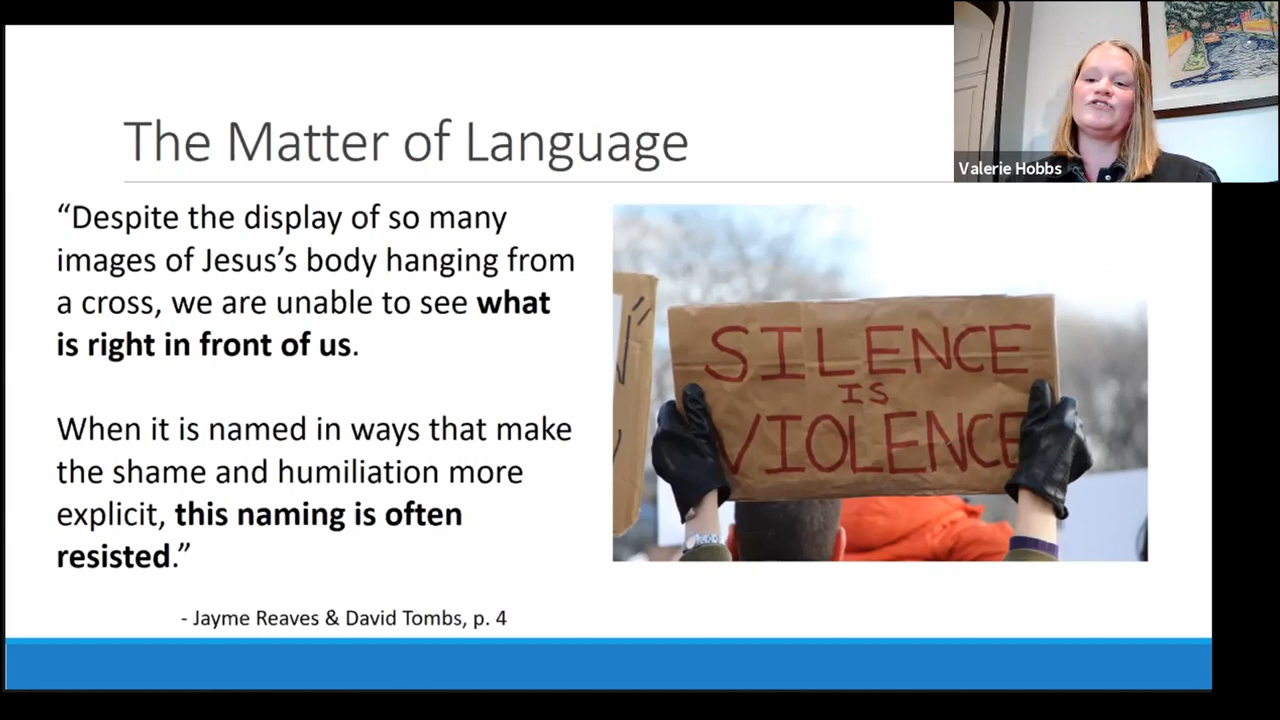 The Matter of Language
Valerie Hobbs
“Despite the display of so many
images of Jesus’s body hanging from
a cross, we are unable to see what
is right in front of us.
When it is named in ways that make
the shame and humiliation more
explicit, this naming is often
resisted.”
- Jayme Reaves & David Tombs, p. 4
SILENCE
IS
VIOLENCE